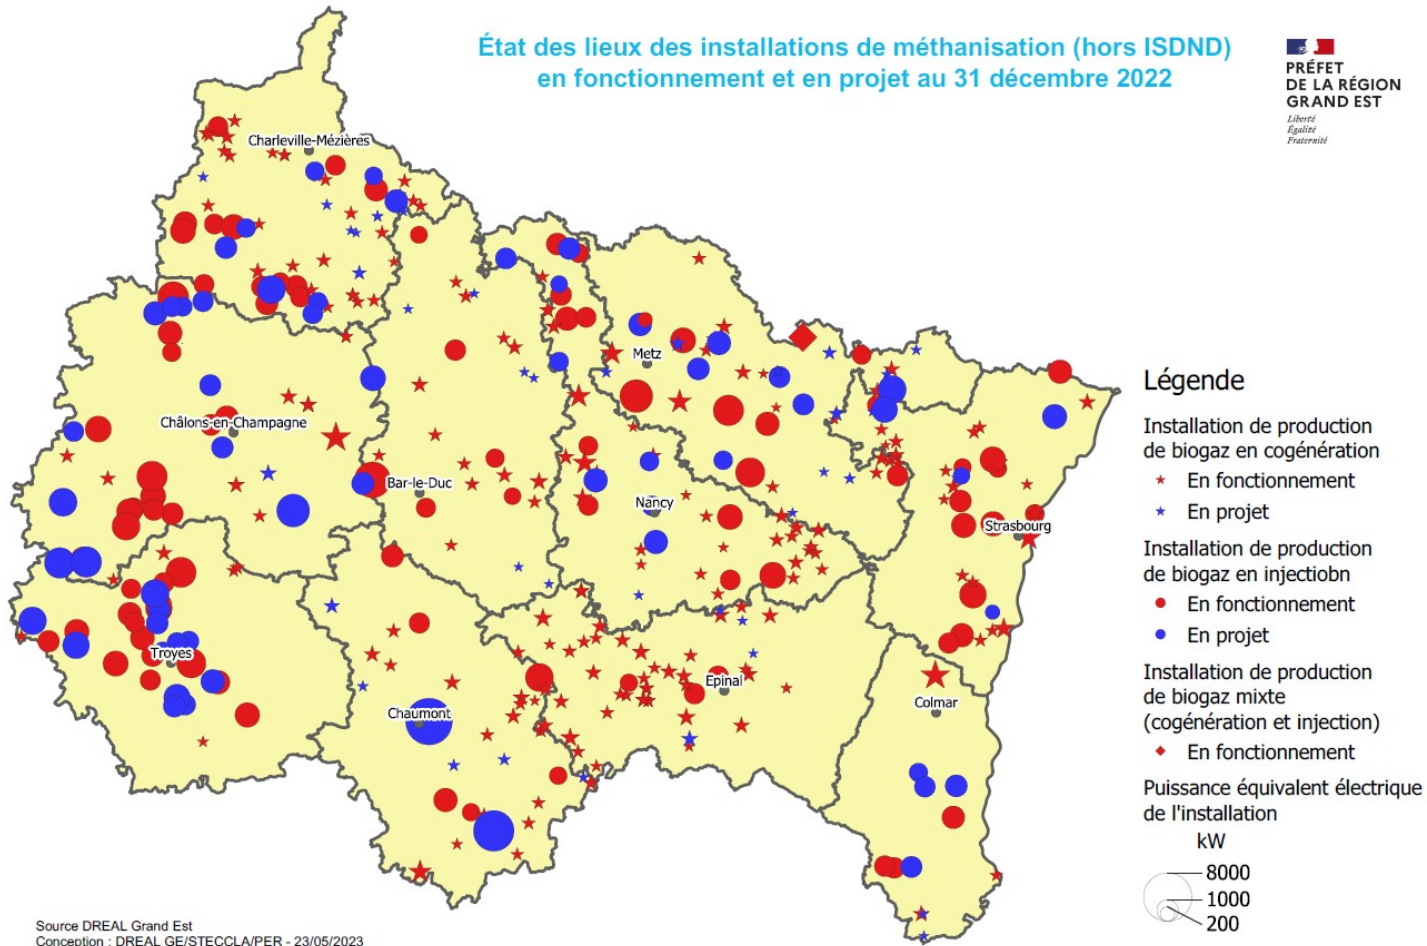 État des lieux des installations de méthanisation (hors ISDND)
en fonctionnement et en projet au 31 décembre 2022
PRÉFET
DE LA RÉGION
GRAND EST
Liberté
Égalité
Fraternité
Charleville-Mézières
Metz
Châlons-en-Champagne
Bar-le-Duc
Nancy
Strasbourg
Troyes
Epinal
Chaumont
Colmar
Légende
Installation de production
de biogaz en cogénération
En fonctionnement
En projet
Installation de production
de biogaz en injectiobn
En fonctionnement
En projet
Installation de production
de biogaz mixte
(cogénération et injection)
En fonctionnement
Puissance équivalent électrique
de l'installation
kW
8000
1000
200
Source DREAL Grand Est
Conception : DREAL GE/STECCLA/PER - 23/05/2023